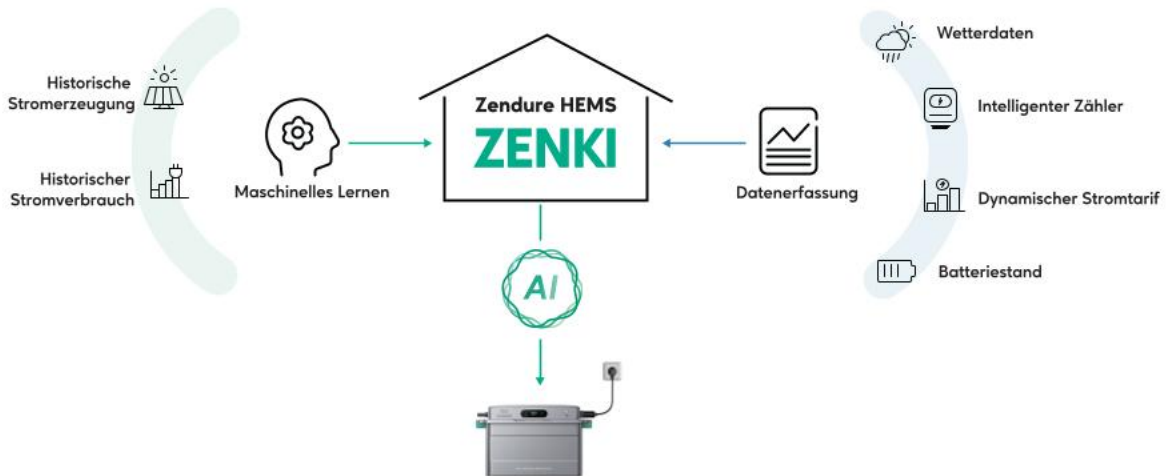 Historische
Stromerzeugung
Historischer
Stromverbrauch
Maschinelles Lernen
Zendure HEMS
ZENKI
AI
Datenerfassung
Wetterdaten
Intelligenter Zähler
Dynamischer Stromtarif
Batteriestand